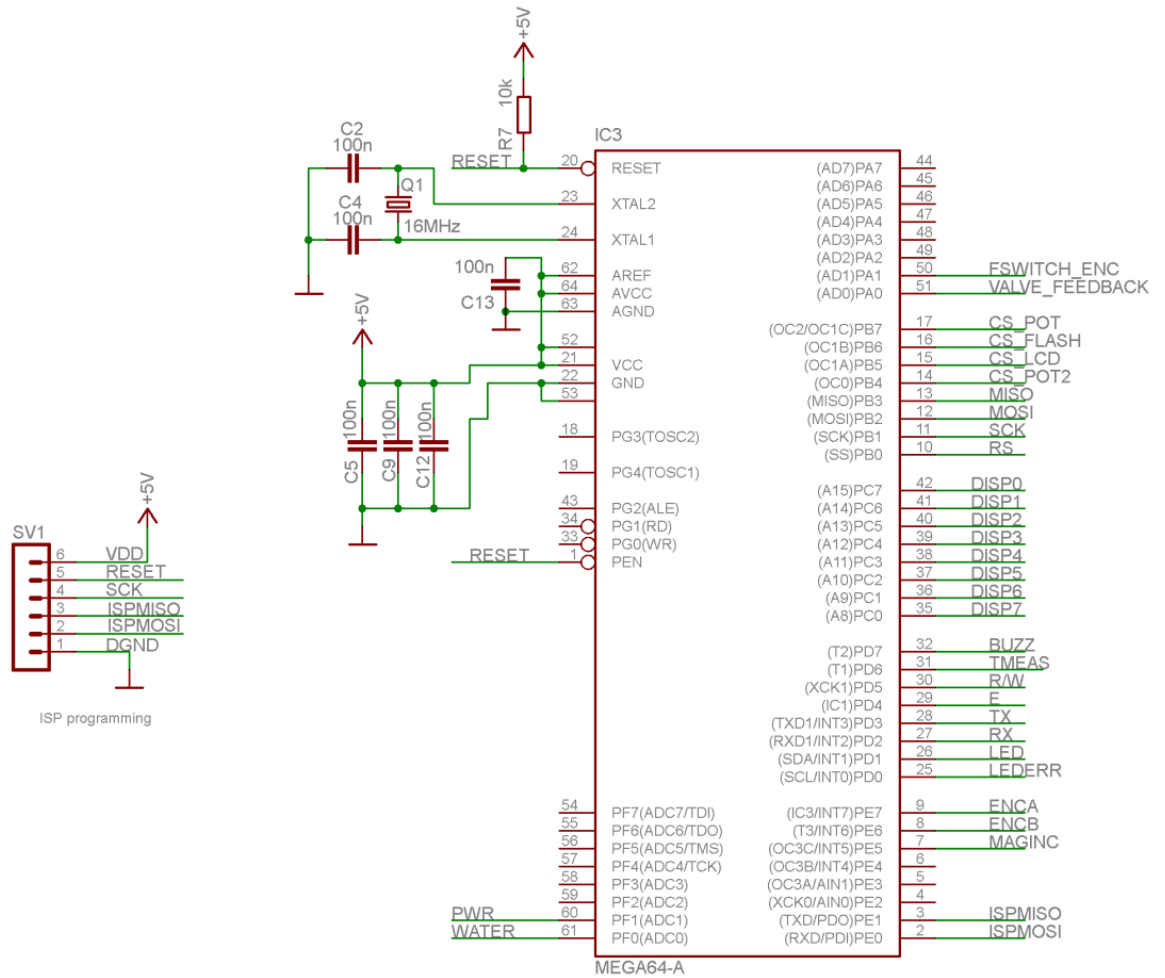 +5V
10k
R7
IC3
C2
100n
RESET 20 RESET (AD7)PA7 44
(AD6)PA6 45
Q1
23 XTAL2 (AD5)PA5 46
C4
100n
16MHz
(AD4)PA4 47
24 XTAL1 (AD3)PA3 48
(AD2)PA2 49
100n
C13
62 AREF (AD1)PA1 50 FSWITCH_ENC
64 AVCC (AD0)PA0 51 VALVE_FEEDBACK
63 AGND
+5V
(OC2/OC1C)PB7 17 CS_POT
52 (OC1B)PB6 16 CS_FLASH
21 VCC (OC1A)PB5 15 CS_LCD
22 GND (OC0)PB4 14 CS_POT2
53 (MISO)PB3 13 MISO
(MOSI)PB2 12 MOSI
100n
100n
100n
C5
C9
C12
18 PG3(TOSC2) (SCK)PB1 11 SCK
(SS)PB0 10 RS
19 PG4(TOSC1)
(A15)PC7 42 DISP0
43 PG2(ALE) (A14)PC6 41 DISP1
34 PG1(RD) (A13)PC5 40 DISP2
33 PG0(WR) (A12)PC4 39 DISP3
RESET 1 PEN (A11)PC3 38 DISP4
(A10)PC2 37 DISP5
(A9)PC1 36 DISP6
(A8)PC0 35 DISP7
+5V
SV1
6 VDD
5 RESET
4 SCK
3 ISPMISO
2 ISPMOSI
1 DGND
ISP programming
(T2)PD7 32 BUZZ
(T1)PD6 31 TMEAS
(XCK1)PD5 30 R/W
(IC1)PD4 29 E
(TXD1/INT3)PD3 28 TX
(RXD1/INT2)PD2 27 RX
(SDA/INT1)PD1 26 LED
(SCL/INT0)PD0 25 LEDERR
54 PF7(ADC7/TDI) (IC3/INT7)PE7 9 ENCA
55 PF6(ADC6/TDO) (T3/INT6)PE6 8 ENCB
56 PF5(ADC5/TMS) (OC3C/INT5)PE5 7 MAGINC
57 PF4(ADC4/TCK) (OC3B/INT4)PE4 6
58 PF3(ADC3) (OC3A/AIN1)PE3 5
59 PF2(ADC2) (XCK0/AIN0)PE2 4
PWR 60 PF1(ADC1) (TXD/PDO)PE1 3 ISPMISO
WATER 61 PF0(ADC0) (RXD/PDI)PE0 2 ISPMOSI
MEGA64-A